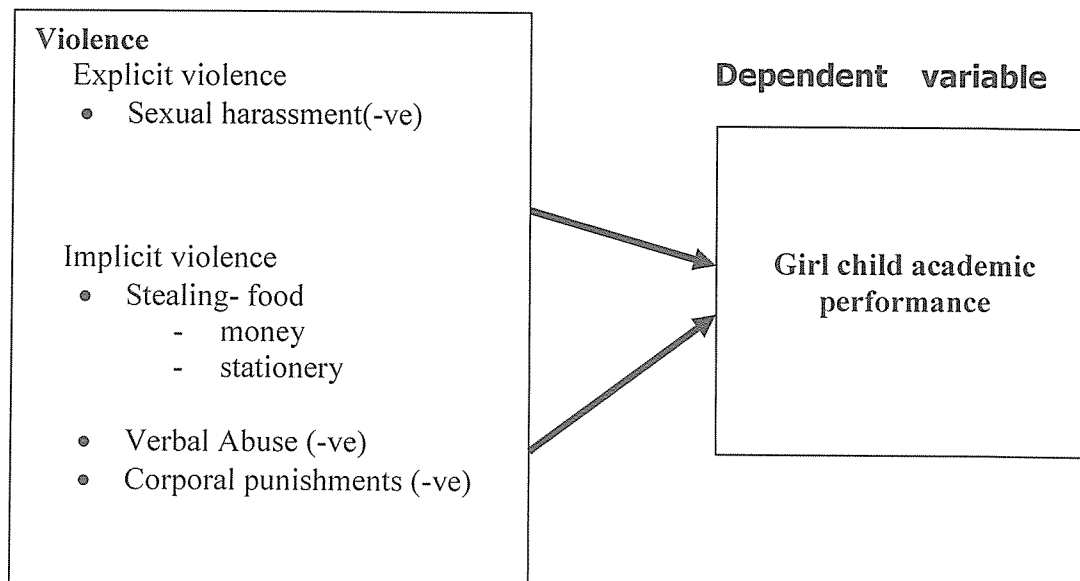 Violence
Explicit violence
• Sexual harassment(-ve)
Implicit violence
• Stealing- food
- money
- stationery
• Verbal Abuse (-ve)
• Corporal punishments (-ve)
Dependent variable
Girl child academic
performance